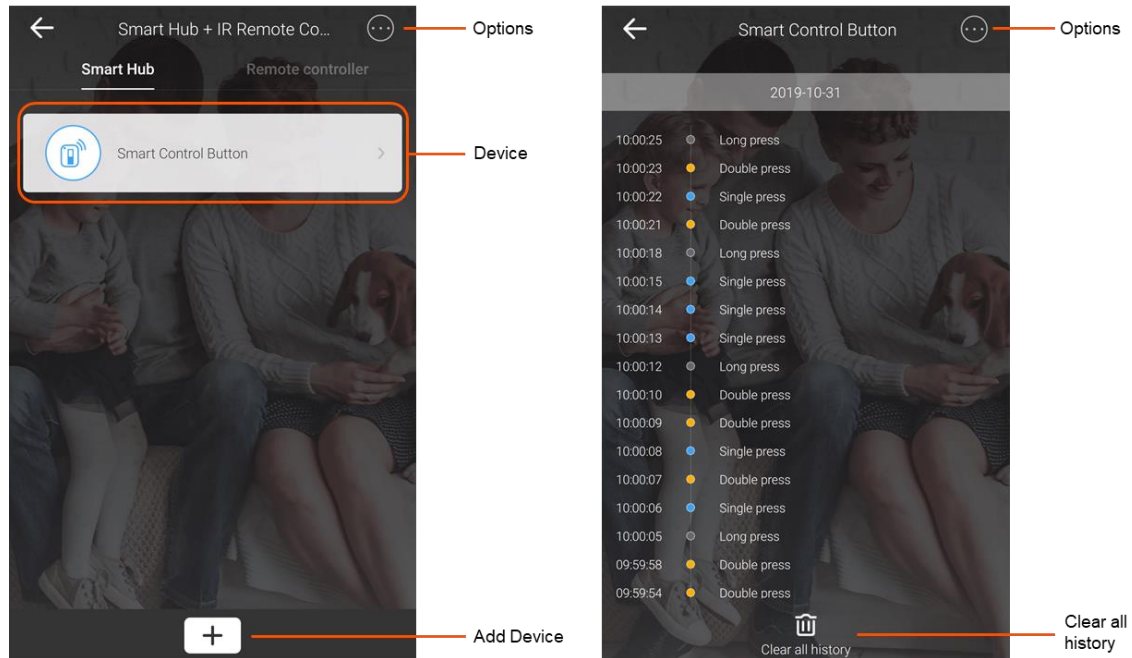 Smart Hub + IR Remote Co...
Options
Smart Hub
Remote controller
Smart Control Button
Device
Add Device
Smart Control Button
Options
2019-10-31
10:00:25 Long press
10:00:23 Double press
10:00:22 Single press
10:00:21 Double press
10:00:18 Long press
10:00:15 Single press
10:00:14 Single press
10:00:13 Single press
10:00:12 Long press
10:00:10 Double press
10:00:09 Double press
10:00:08 Single press
10:00:07 Double press
10:00:06 Single press
10:00:05 Long press
09:59:58 Double press
09:59:54 Double press
Clear all history
Clear all
history